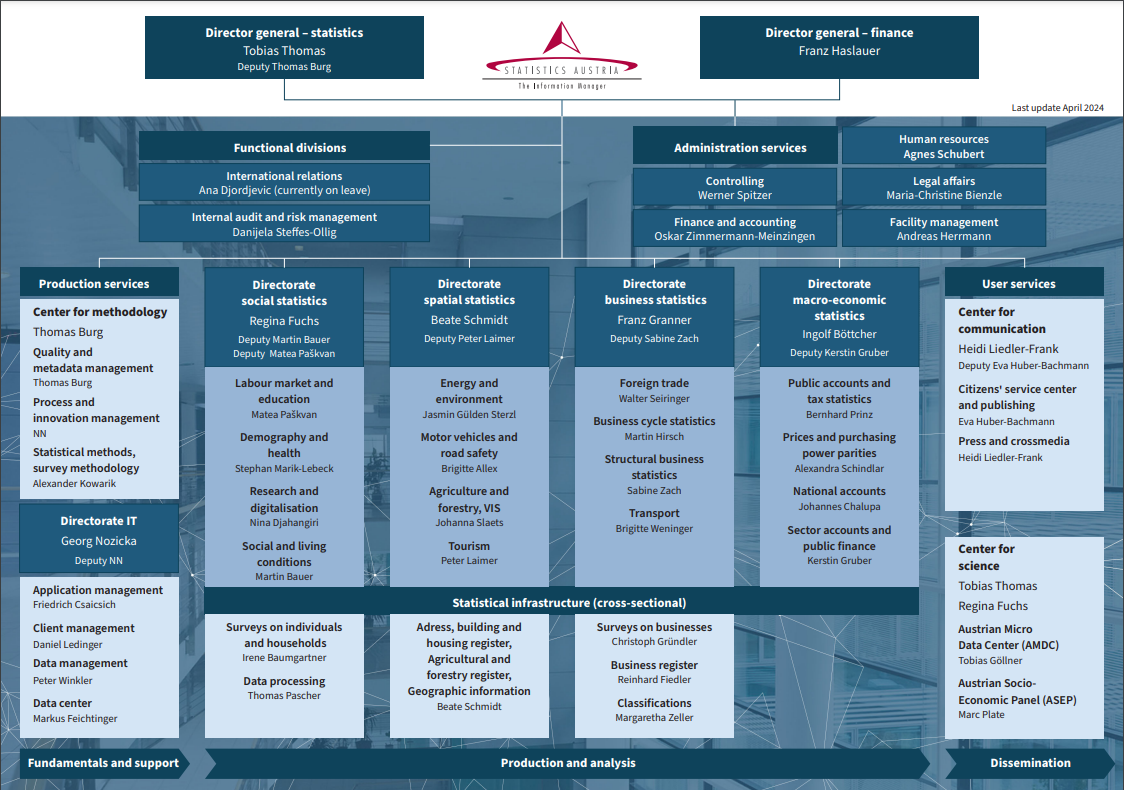 Director general – statistics
Tobias Thomas
Deputy Thomas Burg
STATISTICS AUSTRIA
The Information Manager
Director general – finance
Franz Haslauer
Last update April 2024
Functional divisions
International relations
Ana Djordjevic (currently on leave)
Internal audit and risk management
Danijela Steffes-Ollig
Administration services
Human resources
Agnes Schubert
Controlling
Werner Spitzer
Legal affairs
Maria-Christine Bienzle
Finance and accounting
Oskar Zimmermann-Meinzingen
Facility management
Andreas Herrmann
Production services
Center for methodology
Thomas Burg
Quality and
metadata management
Thomas Burg
Process and
innovation management
NN
Statistical methods,
survey methodology
Alexander Kowarik
Directorate IT
Georg Nozicka
Deputy NN
Application management
Friedrich Csaicsich
Client management
Daniel Ledinger
Data management
Peter Winkler
Data center
Markus Feichtinger
Directorate
social statistics
Regina Fuchs
Deputy Martin Bauer
Deputy Matea Paškvan
Labour market and
education
Matea Paškvan
Demography and
health
Stephan Marik-Lebeck
Research and
digitalisation
Nina Djahangiri
Social and living
conditions
Martin Bauer
Directorate
spatial statistics
Beate Schmidt
Deputy Peter Laimer
Energy and
environment
Jasmin Gülden Sterzl
Motor vehicles and
road safety
Brigitte Allex
Agriculture and
forestry, VIS
Johanna Slaets
Tourism
Peter Laimer
Directorate
business statistics
Franz Granner
Deputy Sabine Zach
Foreign trade
Walter Seiringer
Business cycle statistics
Martin Hirsch
Structural business
statistics
Sabine Zach
Transport
Brigitte Weninger
Directorate
macro-economic
statistics
Ingolf Böttcher
Deputy Kerstin Gruber
Public accounts and
tax statistics
Bernhard Prinz
Prices and purchasing
power parities
Alexandra Schindlar
National accounts
Johannes Chalupa
Sector accounts and
public finance
Kerstin Gruber
Statistical infrastructure (cross-sectional)
Surveys on individuals
and households
Irene Baumgartner
Data processing
Thomas Pascher
Adress, building and
housing register,
Agricultural and
forestry register,
Geographic information
Beate Schmidt
Surveys on businesses
Christoph Gründler
Business register
Reinhard Fiedler
Classifications
Margaretha Zeller
User services
Center for
communication
Heidi Liedler-Frank
Deputy Eva Huber-Bachmann
Citizens' service center
and publishing
Eva Huber-Bachmann
Press and crossmedia
Heidi Liedler-Frank
Center for
science
Tobias Thomas
Regina Fuchs
Austrian Micro
Data Center (AMDC)
Tobias Göllner
Austrian Socio-
Economic Panel (ASEP)
Marc Plate
Fundamentals and support
Production and analysis
Dissemination